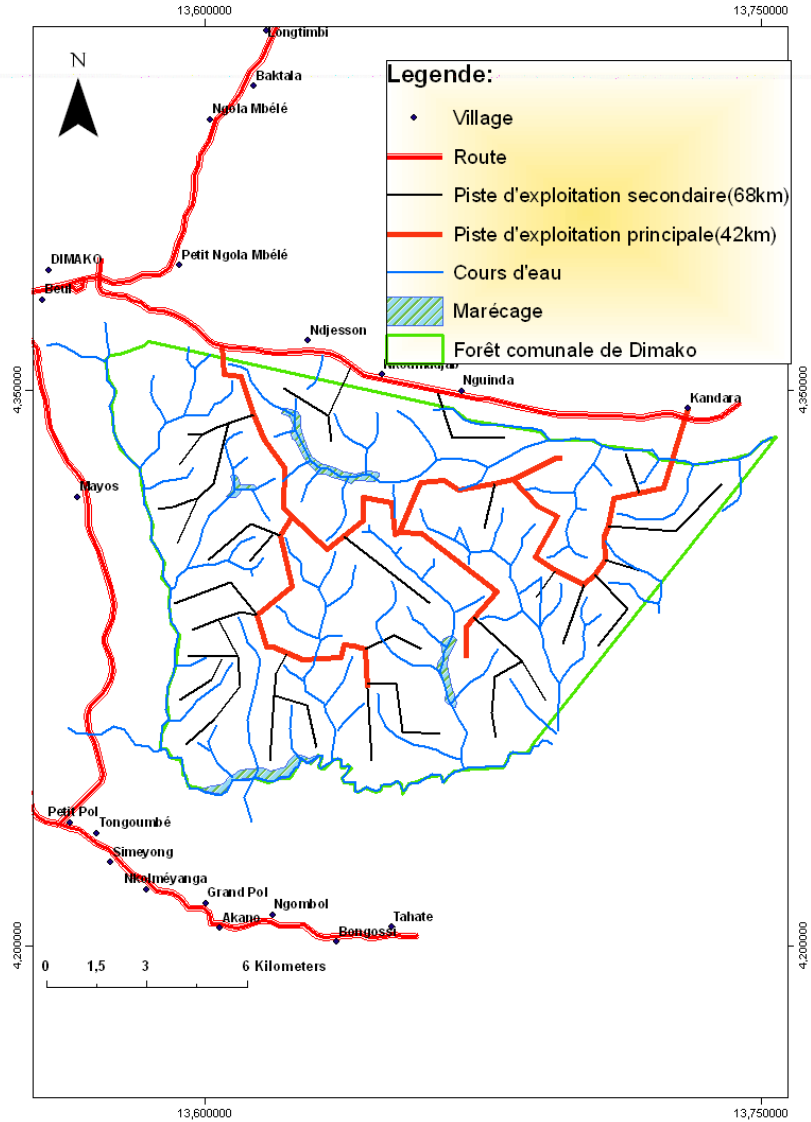 13,600000
13,750000
Longtimbi
N
Baktala
Ngola Mbélé
Legende:
Village
Route
Piste d'exploitation secondaire(68km)
Piste d'exploitation principale(42km)
Cours d'eau
Marécage
Forêt comunale de Dimako
DIMAKO
Petit Ngola Mbélé
Beul
Ndjesson
Nguinda
Kandara
4,350000
4,350000
Mayos
Petit Pol
Tongoumbé
Simeyong
Nkolméyanga
Grand Pol
Ngombol
Akano
Tahate
Bongossi
4,200000
4,200000
0 1,5 3 6 Kilometers
13,600000
13,750000